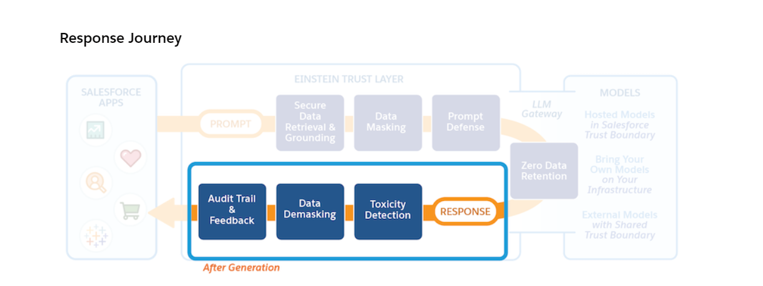 Response Journey
SALESFORCE
APPS
EINSTEIN TRUST LAYER
PROMPT
Secure
Data
Retrieval &
Grounding
Data
Masking
Prompt
Defense
LLM
Gateway
Zero Data
Retention
MODELS
Hosted Models
in Salesforce
Trust Boundary
Bring Your
Own Models
on Your
Infrastructure
External Models
with Shared
Trust Boundary
Audit Trail
&
Feedback
Data
Demasking
Toxicity
Detection
RESPONSE
After Generation